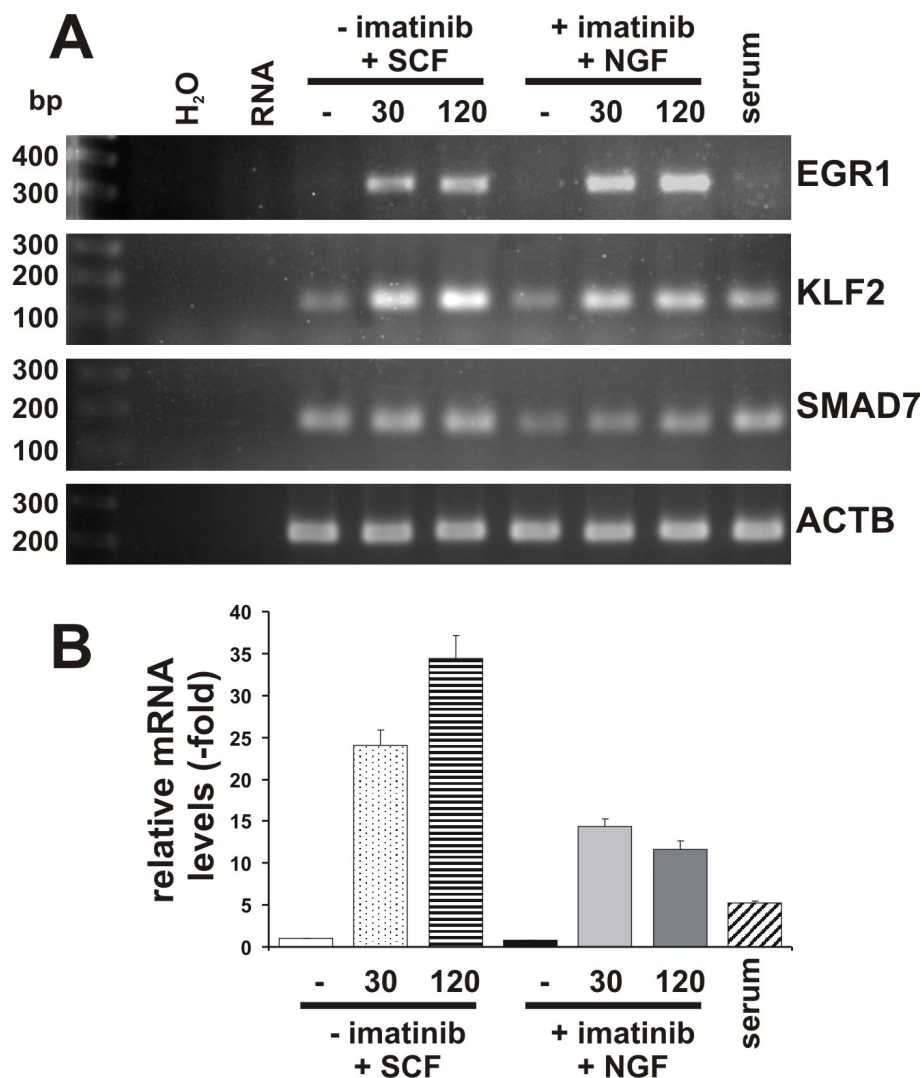 A
- imatinib
+ SCF
+ imatinib
+ NGF
bp
H₂O
RNA
- 30 120
- 30 120
serum
400
300
EGR1
300
200
100
KLF2
300
200
100
SMAD7
300
200
ACTB
B
relative mRNA
levels (-fold)
40
35
30
25
20
15
10
5
0
- 30 120
- 30 120
serum
- imatinib
+ SCF
+ imatinib
+ NGF